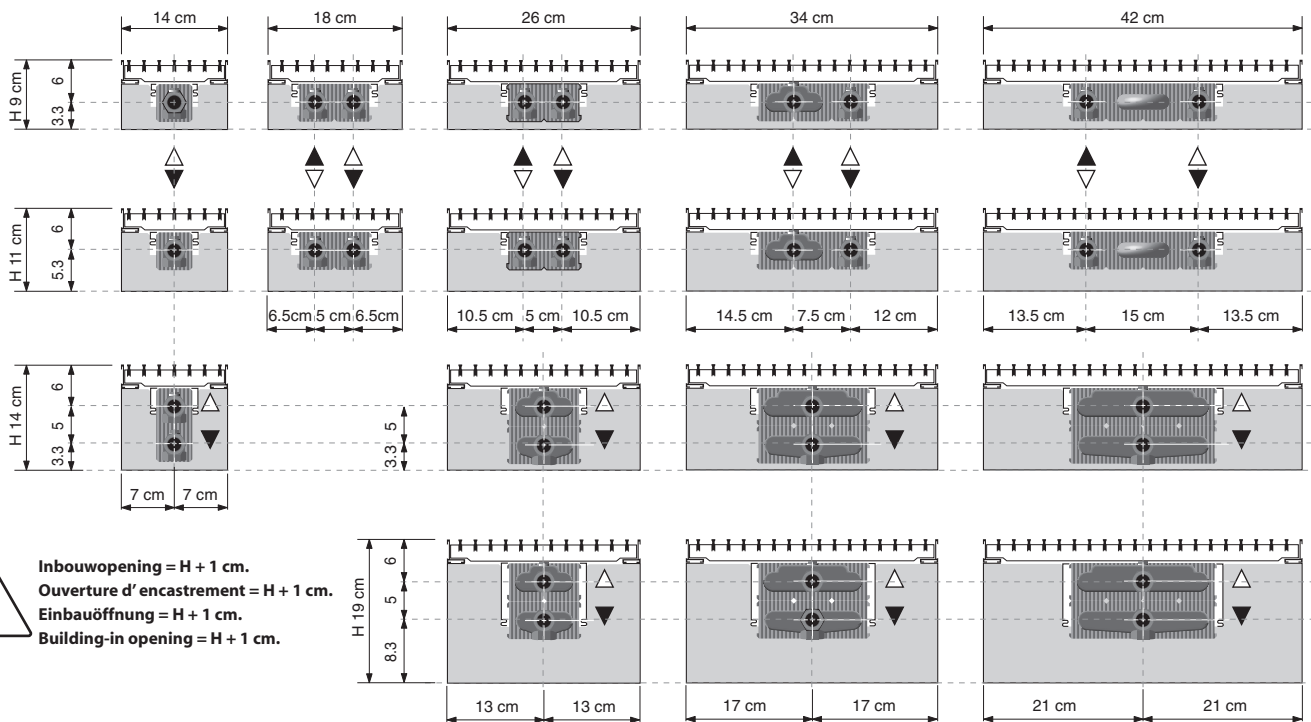 14 cm 18 cm 26 cm 34 cm 42 cm
H 9 cm 6 3.3
H 11 cm 6 5.3
6.5cm 5 cm 6.5cm 10.5 cm 5 cm 10.5 cm 14.5 cm 7.5 cm 12 cm 13.5 cm 15 cm 13.5 cm
H 14 cm 6 5 3.3 5 3.3
7 cm 7 cm
Inbouwopening = H + 1 cm.
Ouverture d' encastrement = H + 1 cm.
Einbauöffnung = H + 1 cm.
Building-in opening = H + 1 cm.
H 19 cm 6 5 8.3
13 cm 13 cm 17 cm 17 cm 21 cm 21 cm